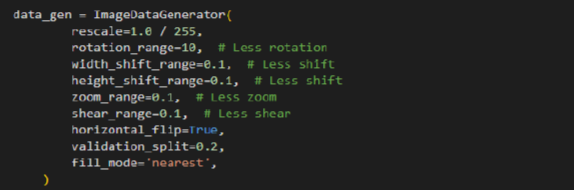 data_gen = ImageDataGenerator(
rescale=1.0 / 255,
rotation_range=10,  # Less rotation
width_shift_range=0.1,  # Less shift
height_shift_range=0.1,  # Less shift
zoom_range=0.1,  # Less zoom
shear_range=0.1,  # Less shear
horizontal_flip=True,
validation_split=0.2,
fill_mode='nearest',
)